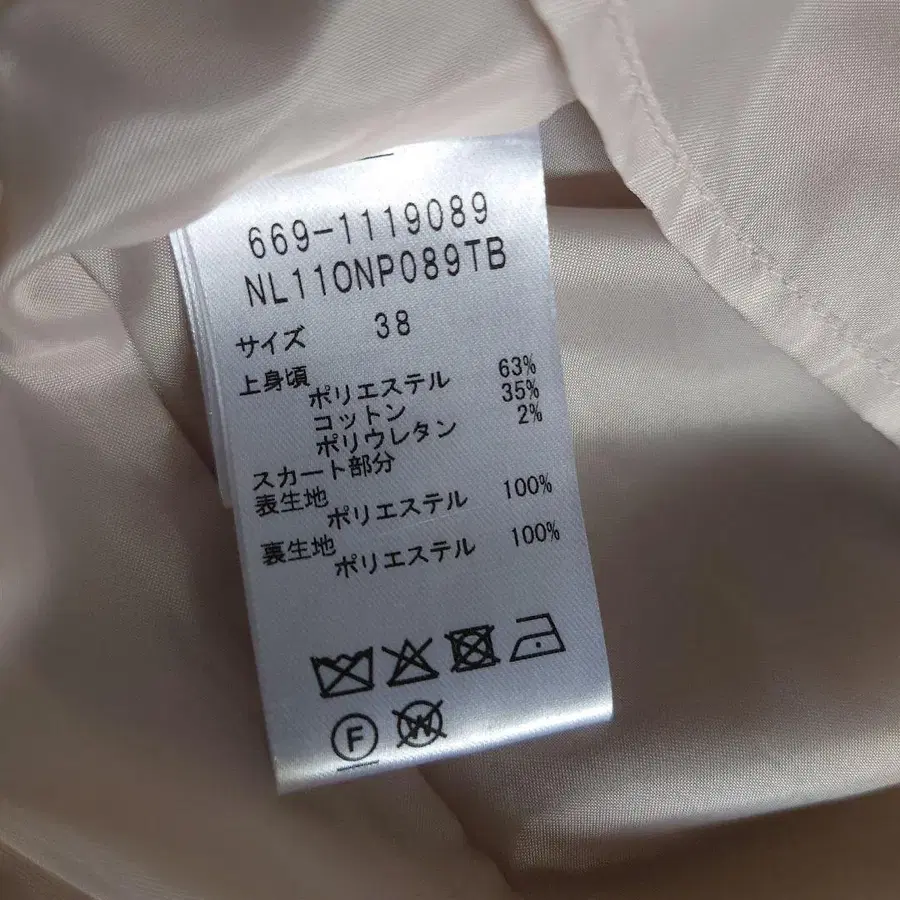 669-1119089
NL110NP089TB
サイズ 38
上身頃
ポリエステル 63%
コットン 35%
ポリウレタン 2%
スカート部分
表生地
ポリエステル 100%
裏生地
ポリエステル 100%
F W